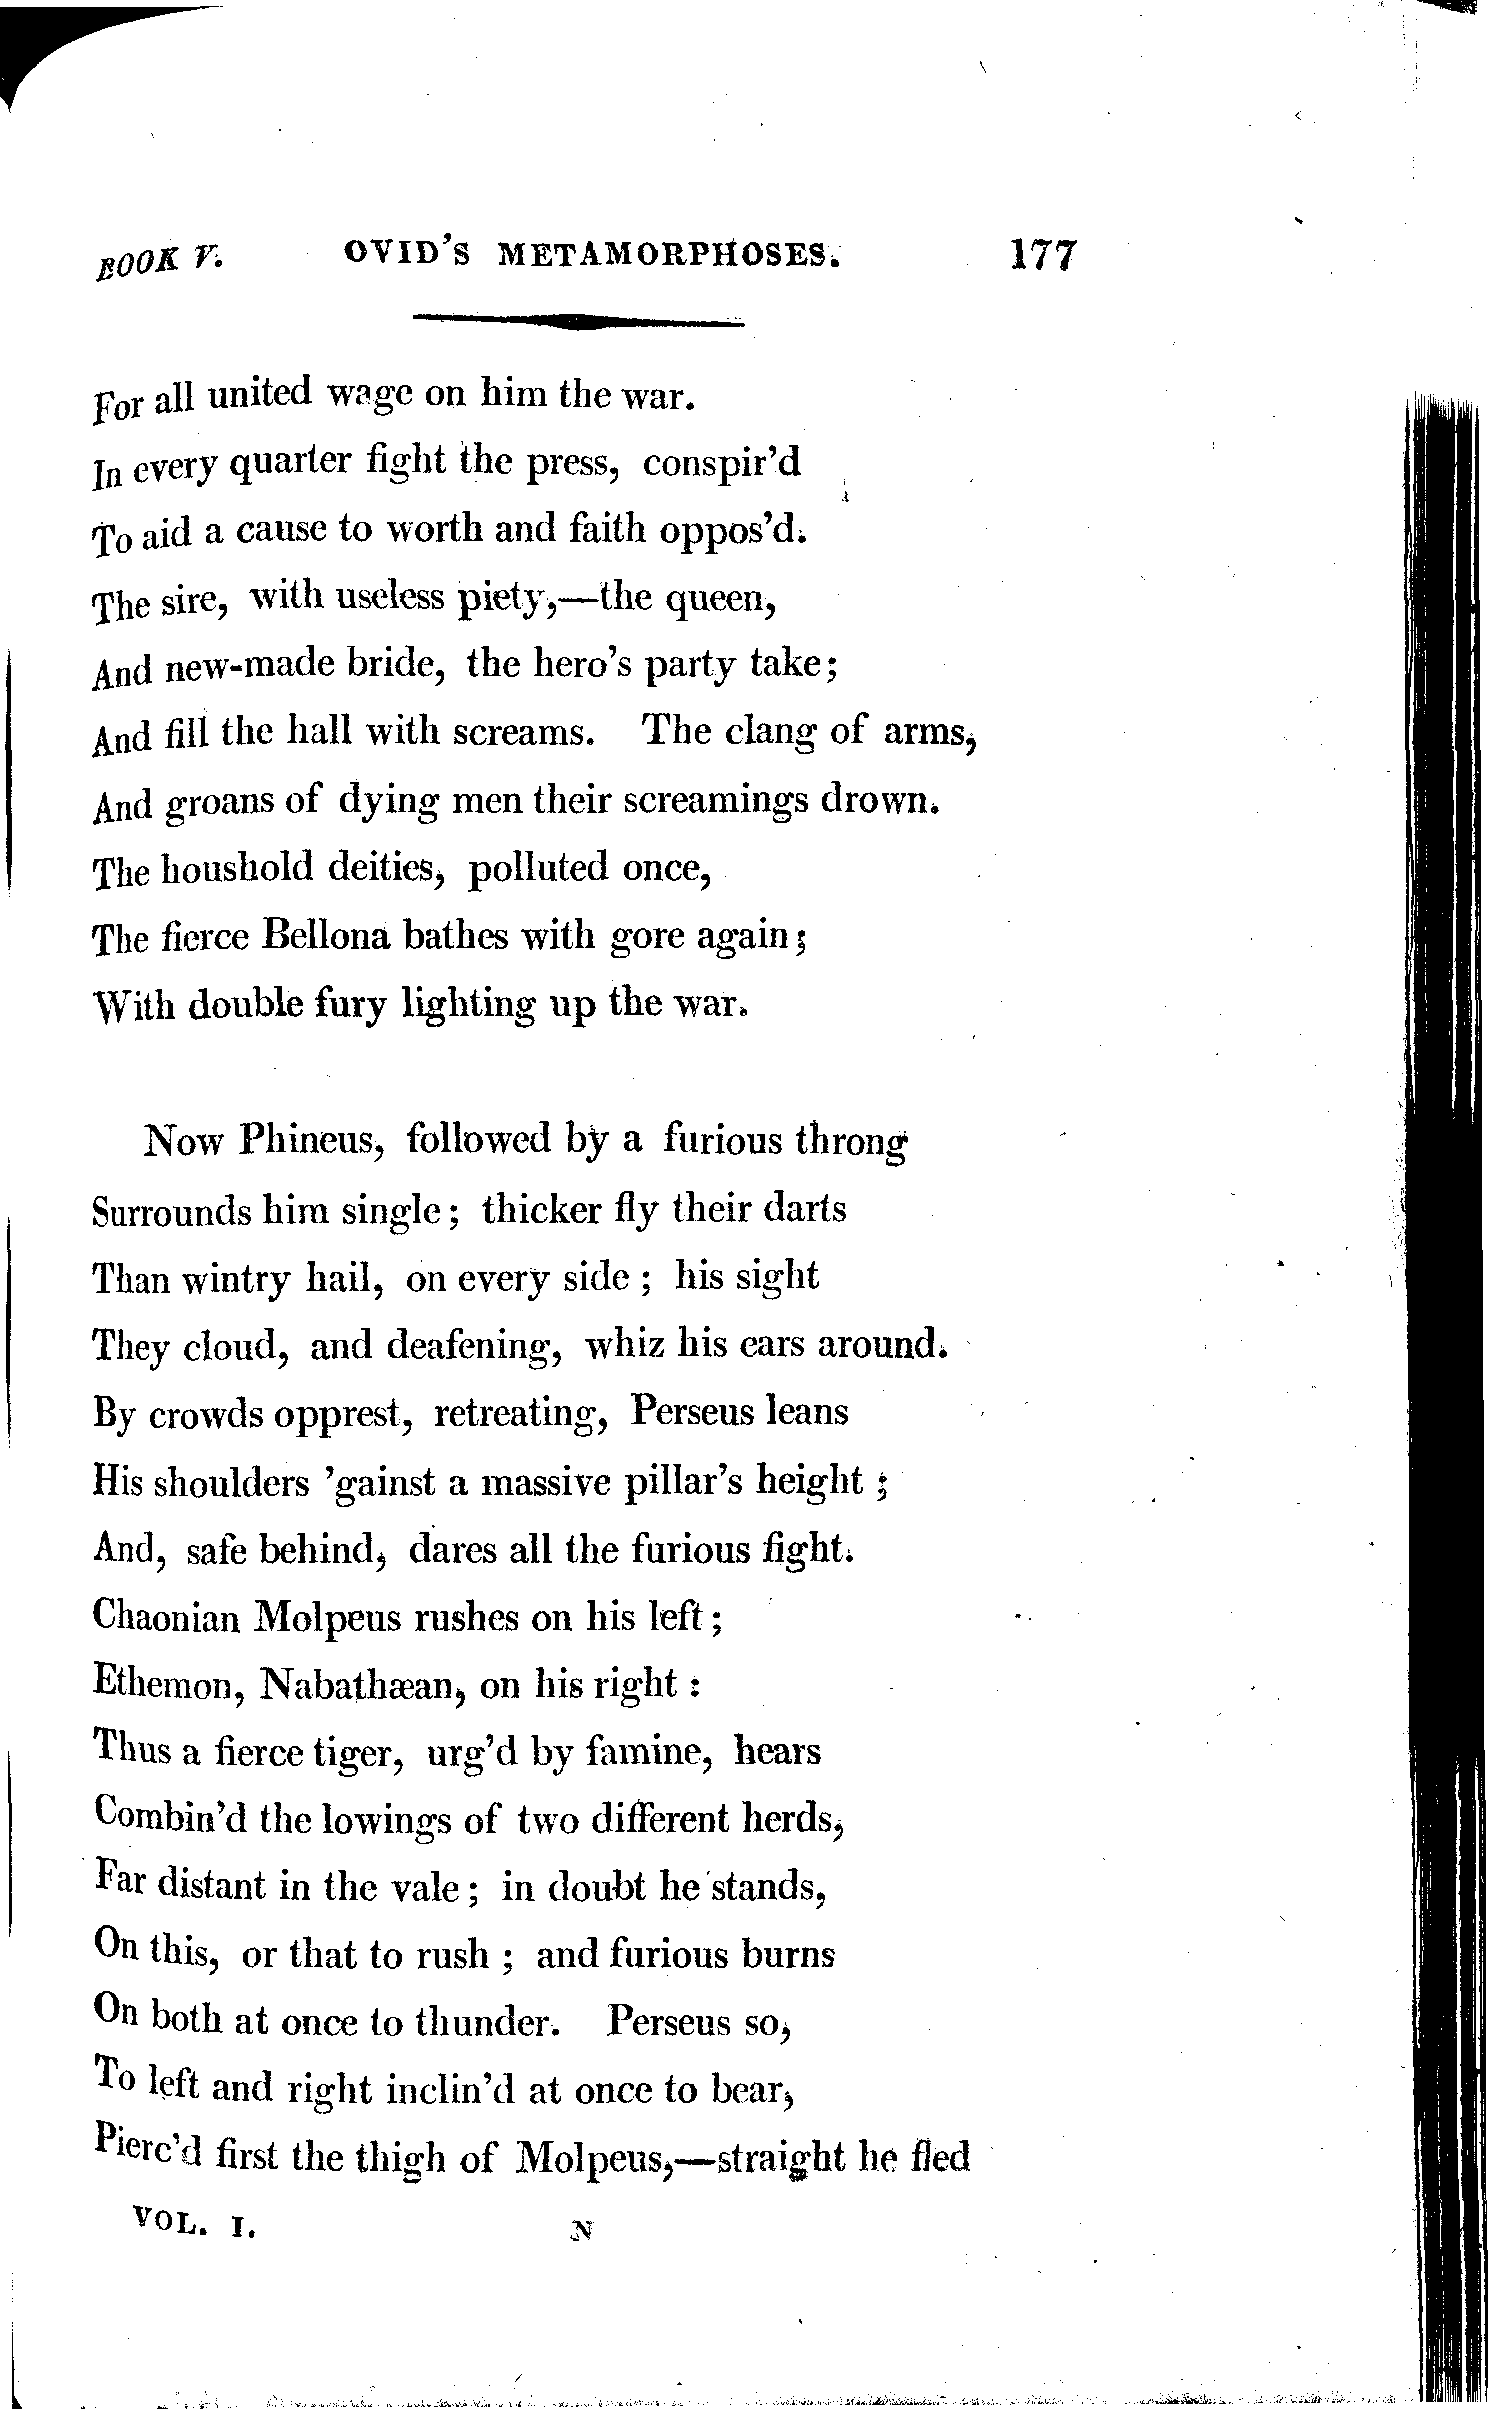 BOOK V. OVID'S METAMORPHOSES. 177
For all united wage on him the war.
In every quarter fight the press, conspir'd
To aid a cause to worth and faith oppos'd.
The sire, with useless piety,—the queen,
And new-made bride, the hero's party take;
And fill the hall with screams. The clang of arms,
And groans of dying men their screamings drown.
The houshold deities, polluted once,
The fierce Bellona bathes with gore again;
With double fury lighting up the war.
Now Phineus, followed by a furious throng
Surrounds him single; thicker fly their darts
Than wintry hail, on every side; his sight
They cloud, and deafening, whiz his ears around.
By crowds opprest, retreating, Perseus leans
His shoulders 'gainst a massive pillar's height;
And, safe behind, dares all the furious fight.
Chaonian Molpeus rushes on his left;
Ethemon, Nabathæan, on his right:
Thus a fierce tiger, urg'd by famine, hears
Combin'd the lowings of two different herds,
Far distant in the vale; in doubt he stands,
On this, or that to rush; and furious burns
On both at once to thunder. Perseus so,
To left and right inclin'd at once to bear,
Pierc'd first the thigh of Molpeus,—straight he fled
VOL. I. N